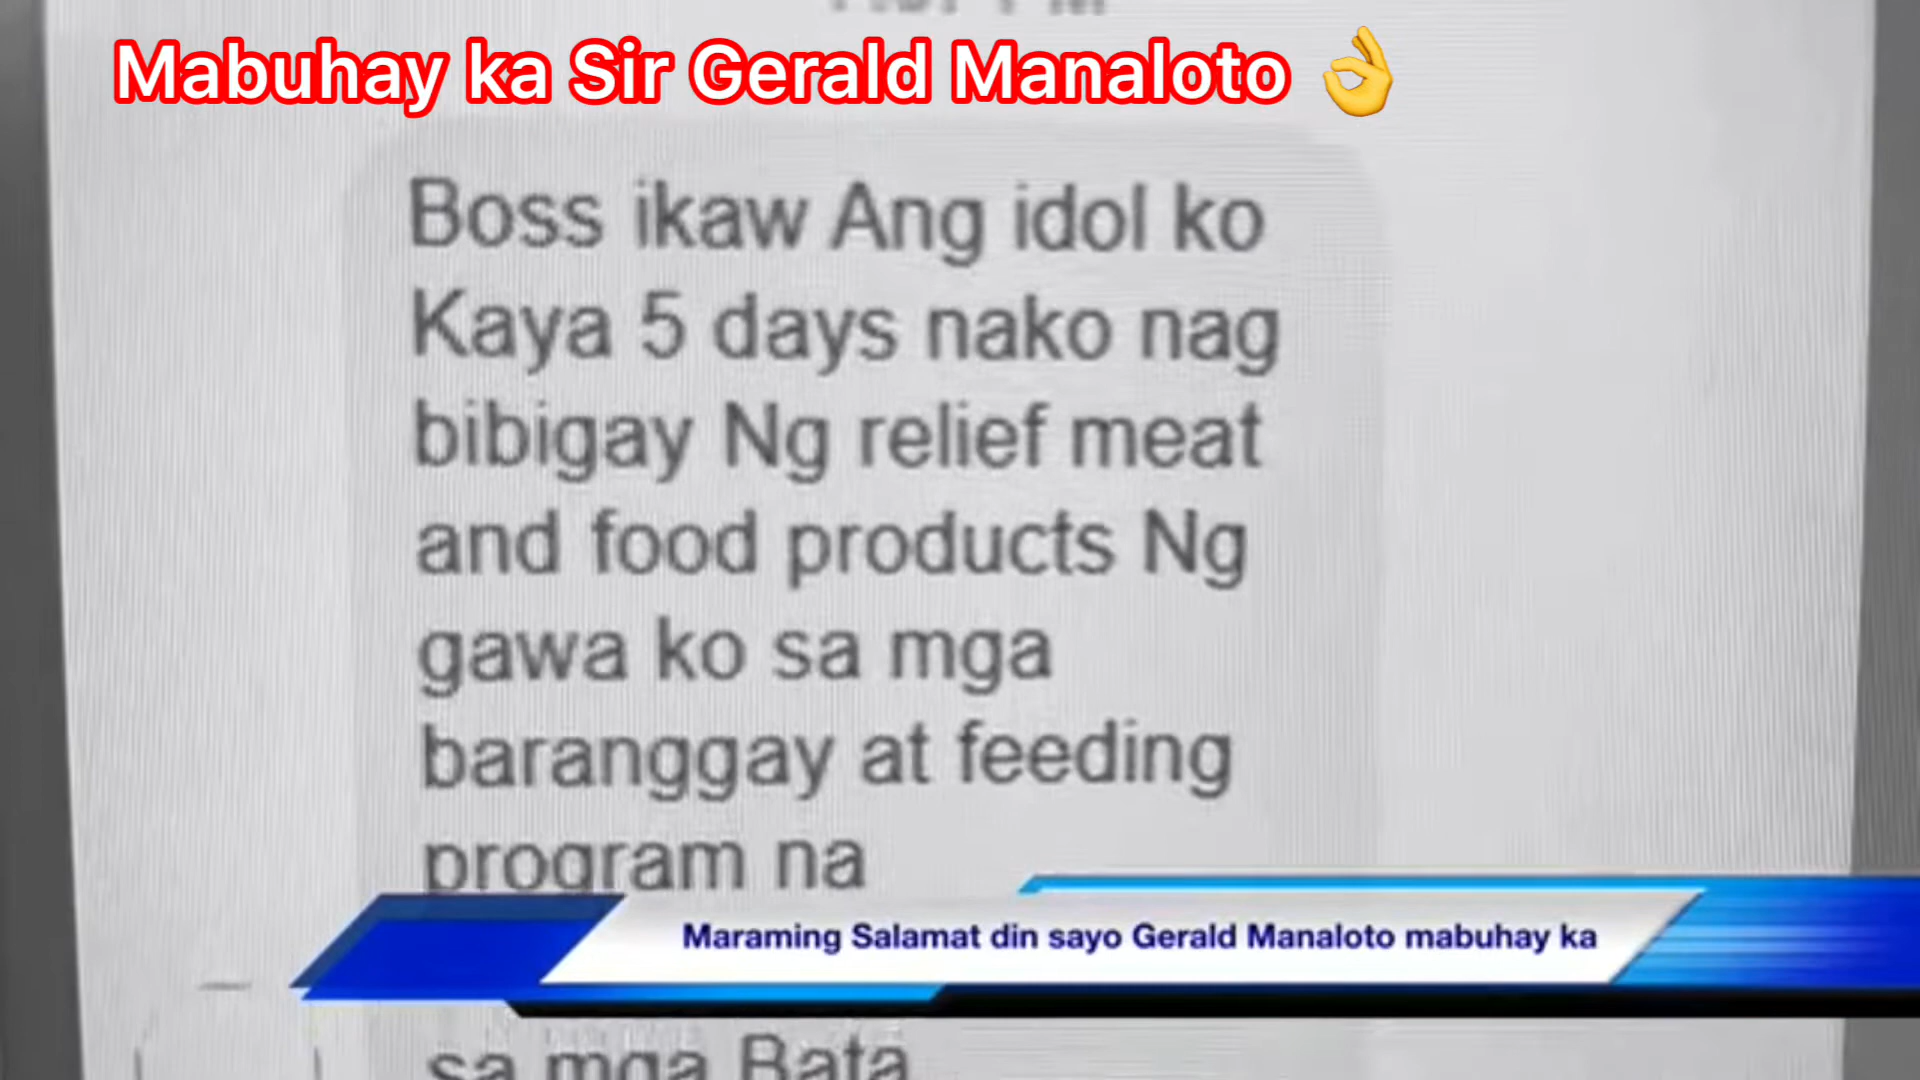 Mabuhay ka Sir Gerald Manaloto 👌
Boss ikaw Ang idol ko
Kaya 5 days nako nag
bibigay Ng relief meat
and food products Ng
gawa ko sa mga
baranggay at feeding
program na
Maraming Salamat din sayo Gerald Manaloto mabuhay ka
sa mga Bata